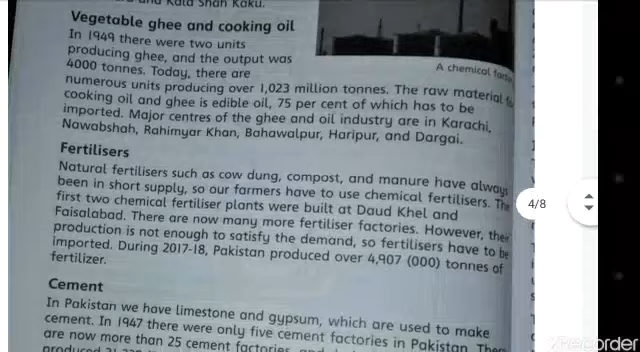 and Kala Shah Kaku.
Vegetable ghee and cooking oil
In 1949 there were two units
producing ghee, and the output was
4000 tonnes. Today, there are
numerous units producing over 1,023 million tonnes. The raw material
cooking oil and ghee is edible oil, 75 per cent of which has to be
imported. Major centres of the ghee and oil industry are in Karachi,
Nawabshah, Rahimyar Khan, Bahawalpur, Haripur, and Dargai.
A chemical
Fertilisers
Natural fertilisers such as cow dung, compost, and manure have always
been in short supply, so our farmers have to use chemical fertilisers. The
first two chemical fertiliser plants were built at Daud Khel and
Faisalabad. There are now many more fertiliser factories. However, their
production is not enough to satisfy the demand, so fertilisers have to be
imported. During 2017-18, Pakistan produced over 4,907 (000) tonnes of
fertilizer.
Cement
In Pakistan we have limestone and gypsum, which are used to make
cement. In 1947 there were only five cement factories in Pakistan. There
are now more than 25 cement factories, and
produced
4/8
XRecorder